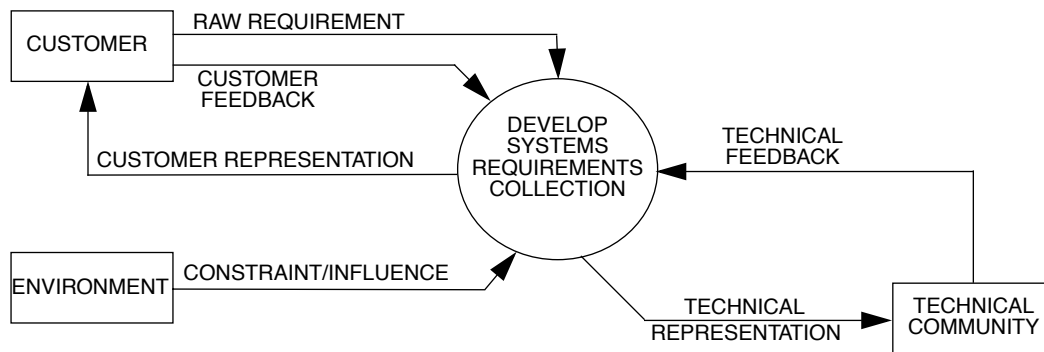 RAW REQUIREMENT
CUSTOMER
CUSTOMER
FEEDBACK
CUSTOMER REPRESENTATION
DEVELOP
SYSTEMS
REQUIREMENTS
COLLECTION
TECHNICAL
FEEDBACK
ENVIRONMENT
CONSTRAINT/INFLUENCE
TECHNICAL
REPRESENTATION
TECHNICAL
COMMUNITY